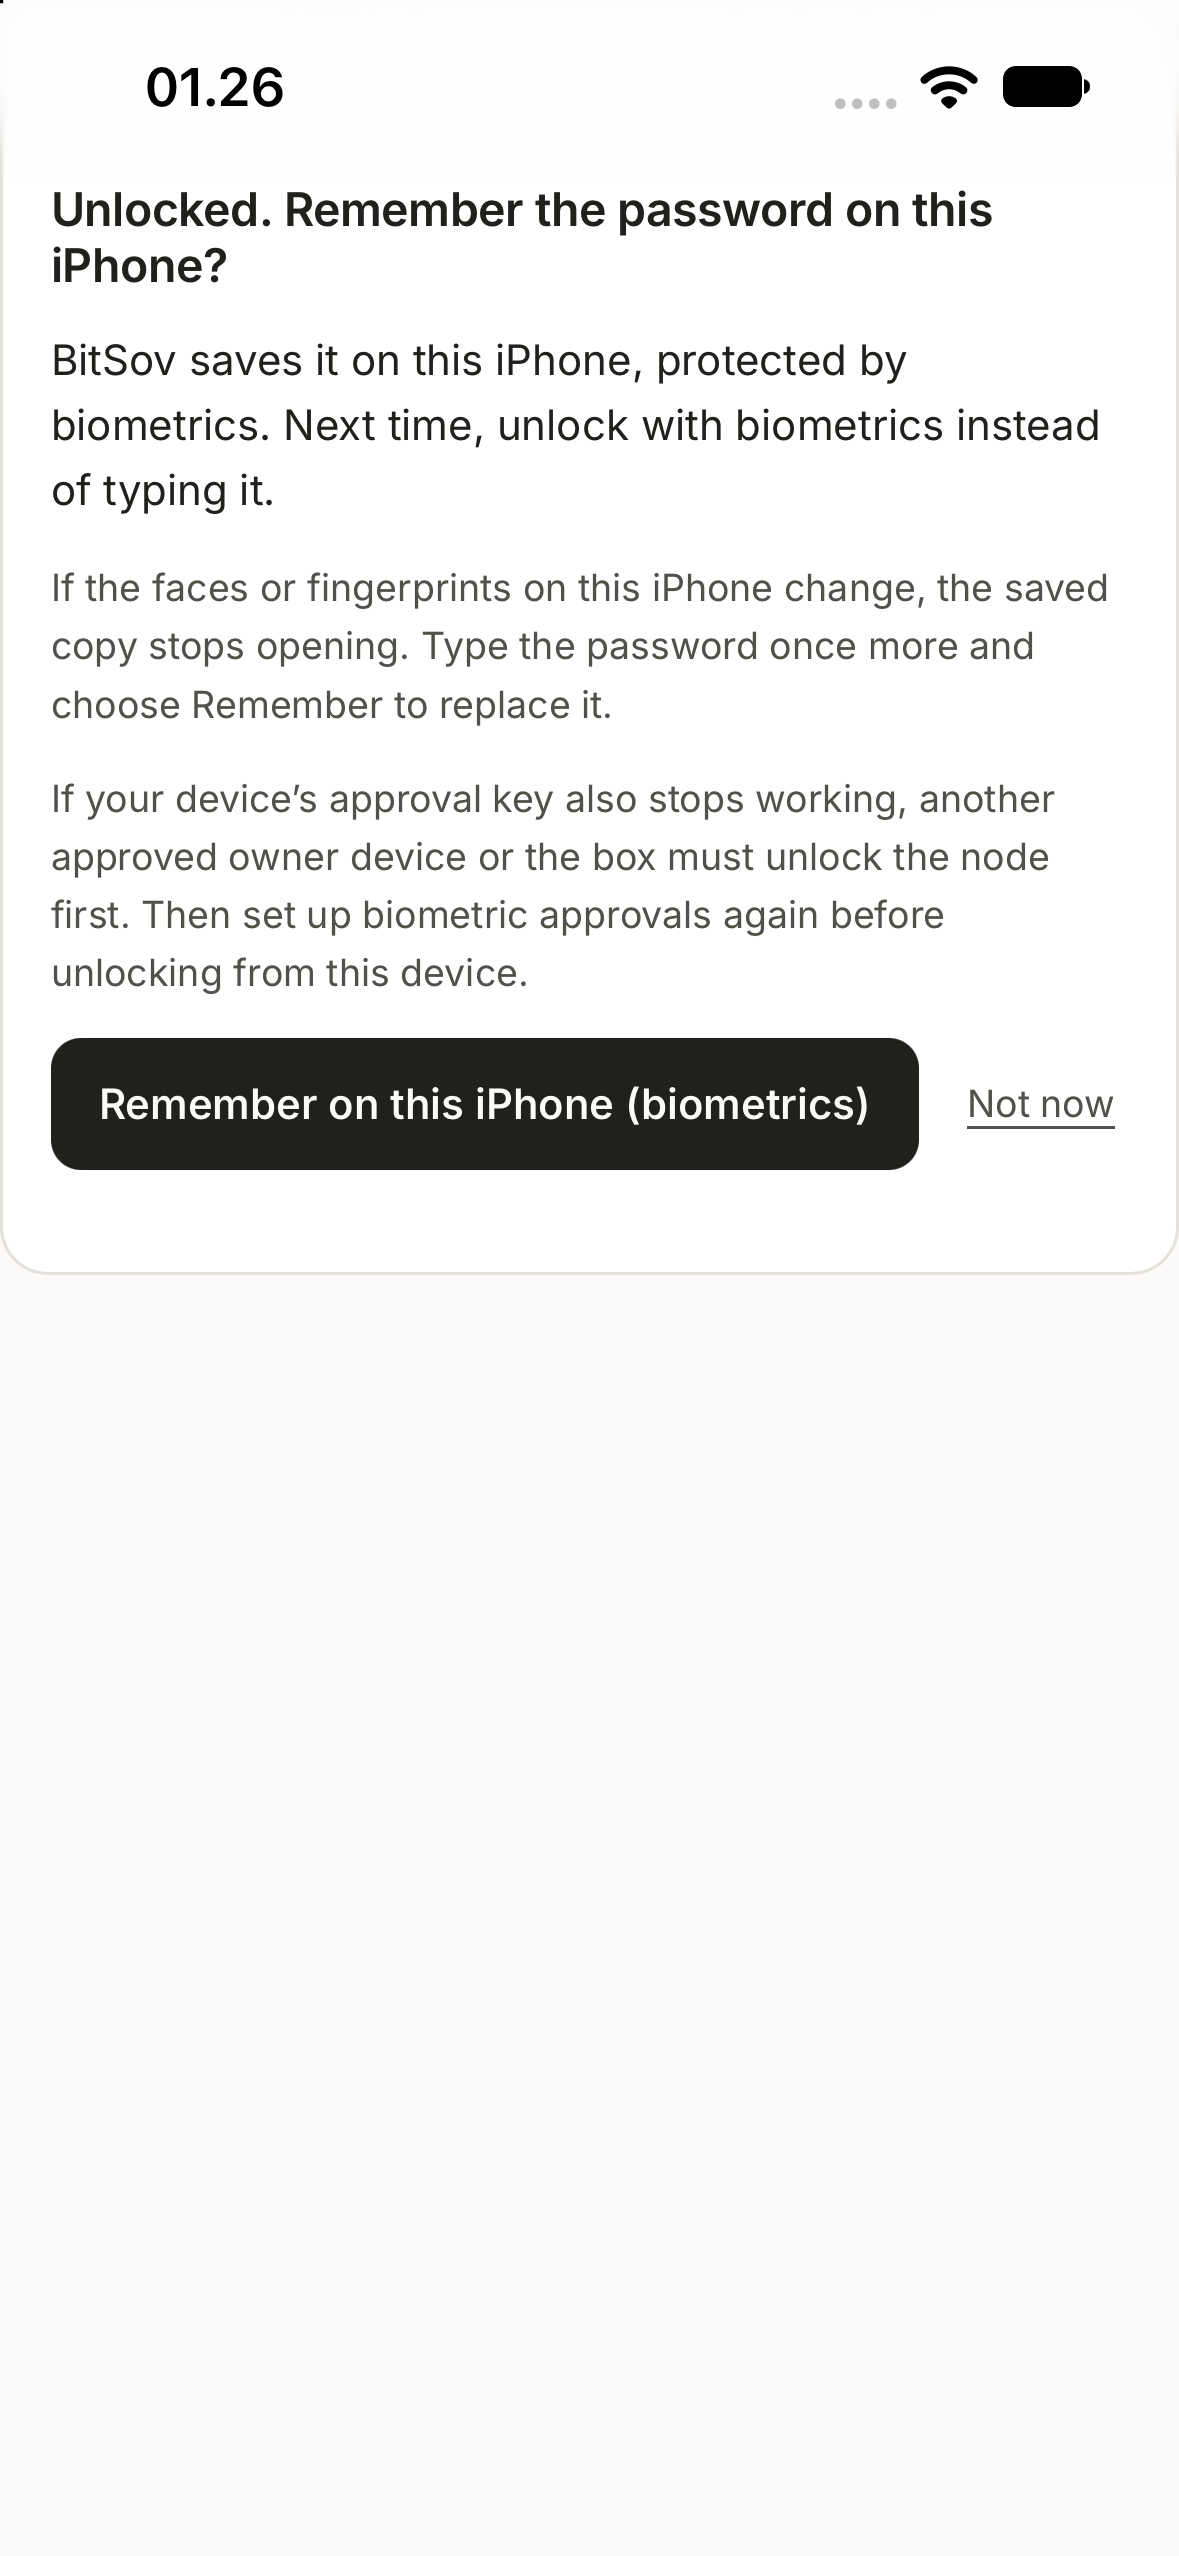 01.26
Unlocked. Remember the password on this
iPhone?
BitSov saves it on this iPhone, protected by
biometrics. Next time, unlock with biometrics instead
of typing it.
If the faces or fingerprints on this iPhone change, the saved
copy stops opening. Type the password once more and
choose Remember to replace it.
If your device’s approval key also stops working, another
approved owner device or the box must unlock the node
first. Then set up biometric approvals again before
unlocking from this device.
Remember on this iPhone (biometrics)
Not now